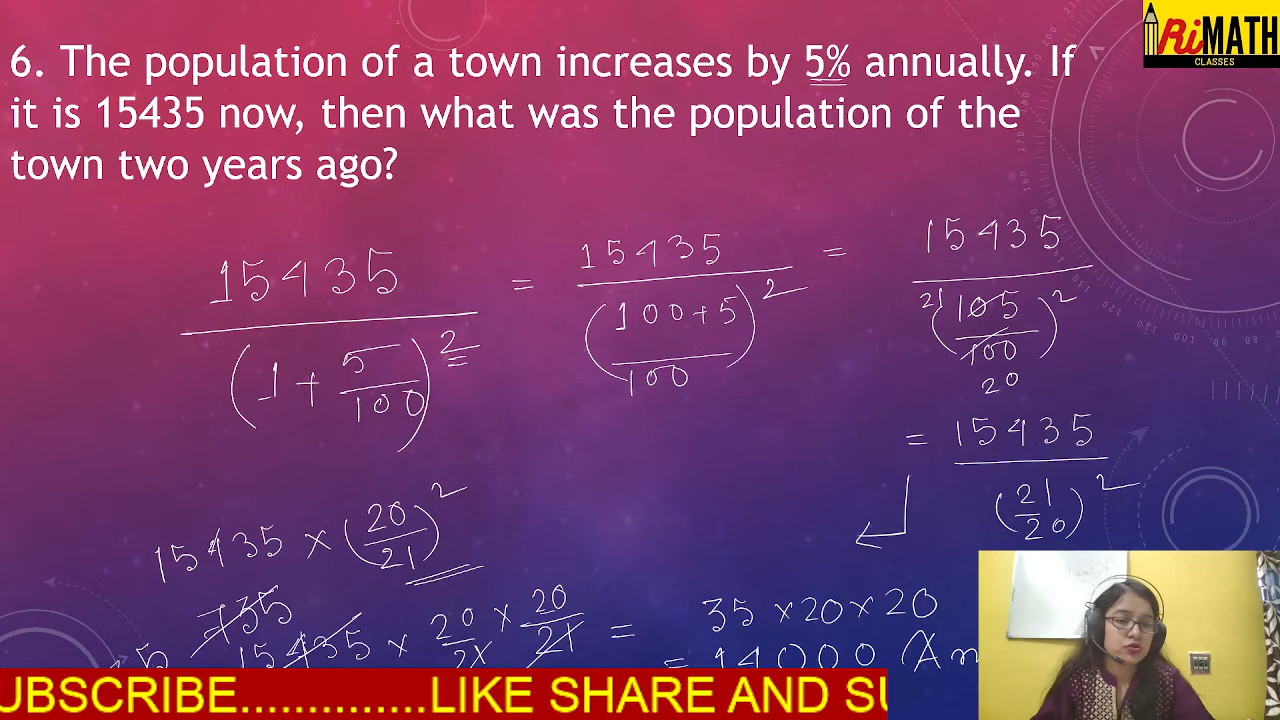 RiMATH
CLASSES
6. The population of a town increases by 5% annually. If
it is 15435 now, then what was the population of the
town two years ago?
15435 / (1 + 5/100)² = 15435 / ((100+5)/100)² = 15435 / (105/100)²
21
20
= 15435 / (21/20)²
15435 × (20/21)²
735
15435 × 20/21 × 20/21 = 35 × 20 × 20
= 14000 (An
UBSCRIBE..............LIKE SHARE AND SU